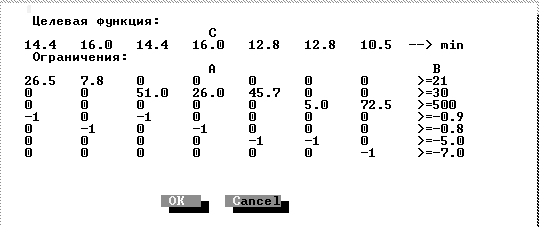 Целевая функция:
C
14.4 16.0 14.4 16.0 12.8 12.8 10.5 --> min
Ограничения:
A B
26.5 7.8 0 0 0 0 0 >=21
0 0 51.0 26.0 45.7 0 0 >=30
0 0 0 0 0 5.0 72.5 >=500
-1 0 -1 0 0 0 0 >=-0.9
0 -1 0 -1 0 0 0 >=-0.8
0 0 0 0 -1 -1 0 >=-5.0
0 0 0 0 0 0 -1 >=-7.0
OK Cancel